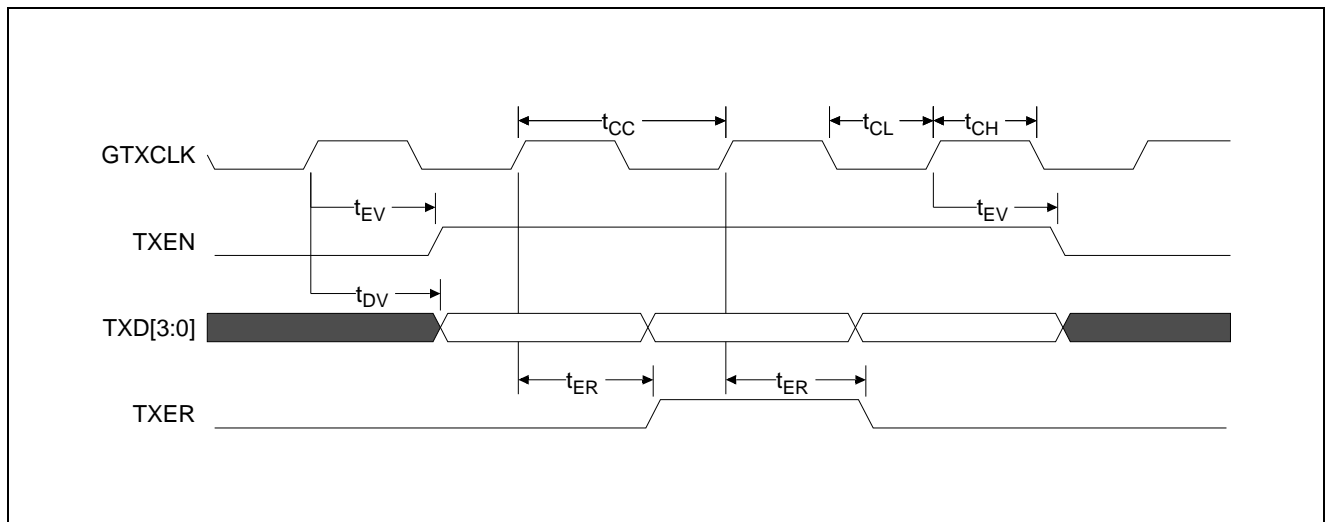 tCC
tCL
tCH
GTXCLK
tEV
tEV
TXEN
tDV
TXD[3:0]
tER
tER
TXER